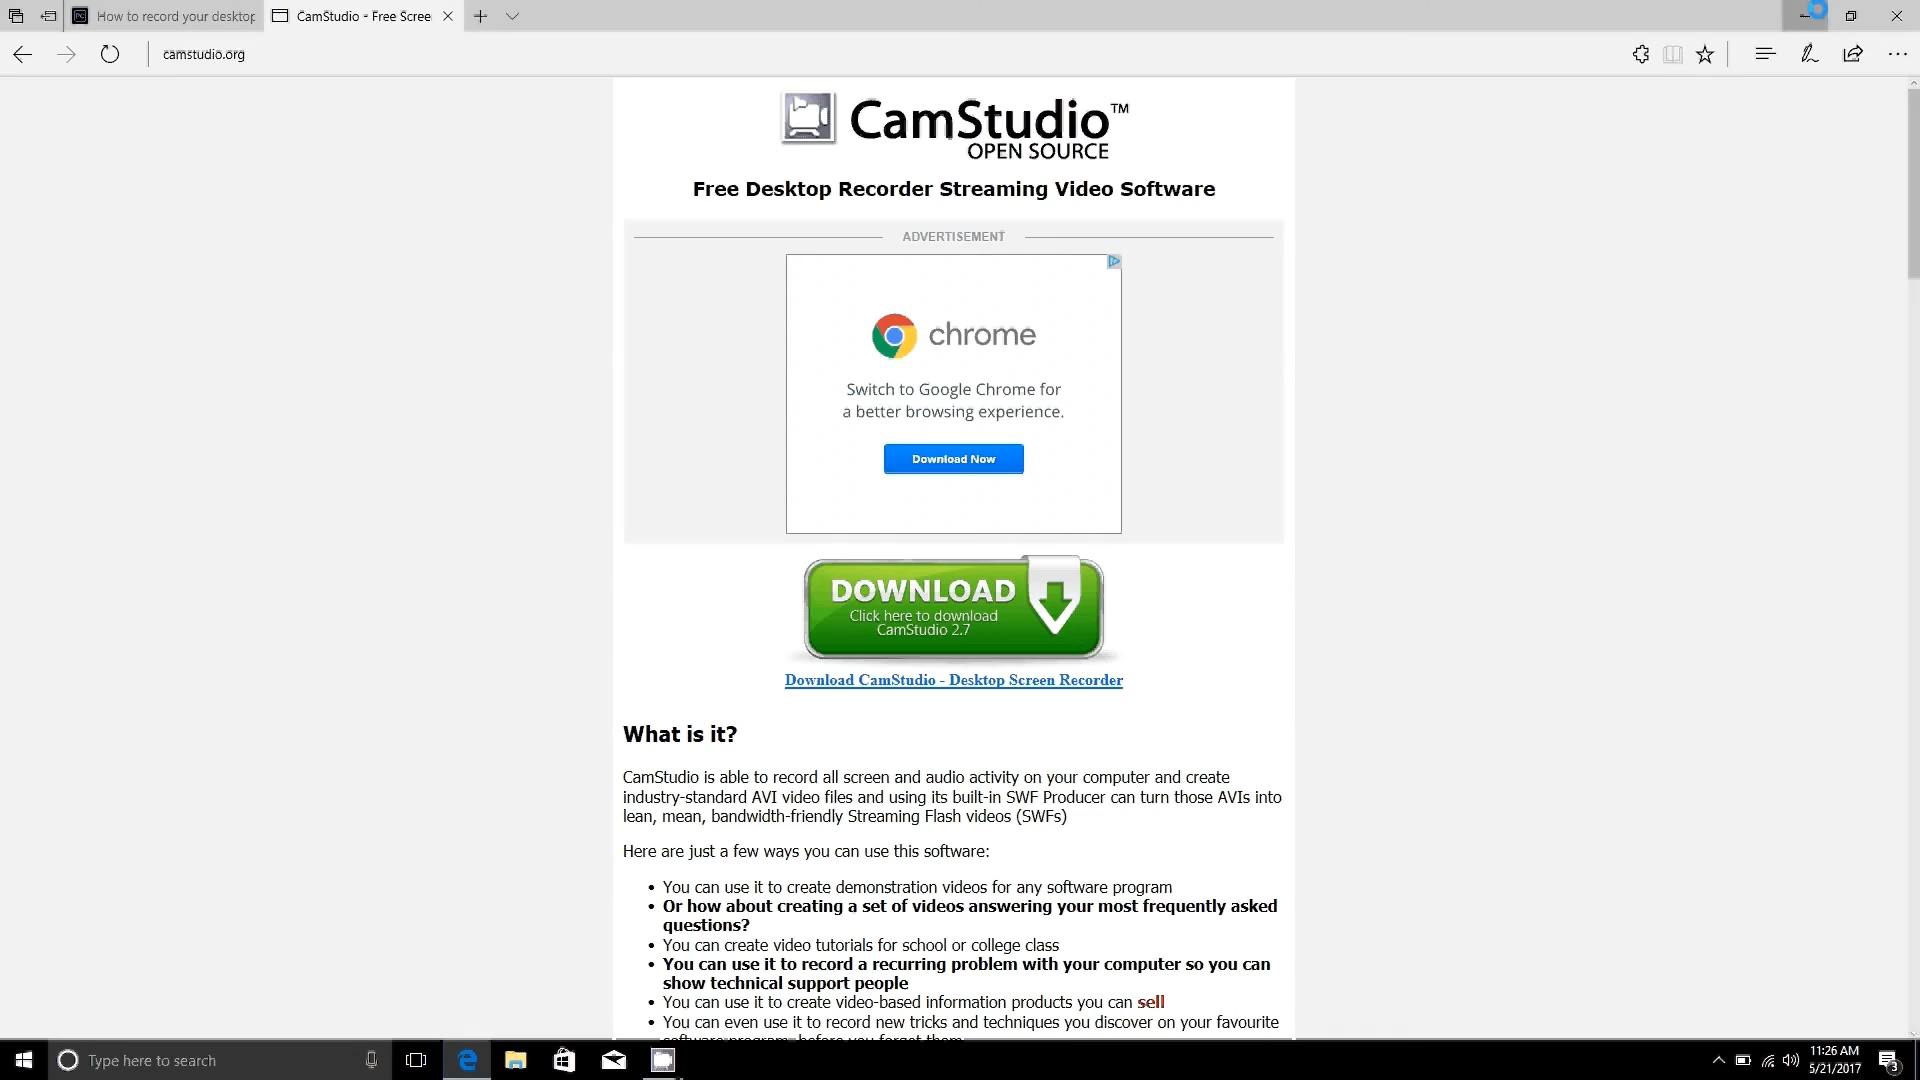 How to record your desktop
CamStudio - Free Scree
camstudio.org
CamStudio™
OPEN SOURCE
Free Desktop Recorder Streaming Video Software
ADVERTISEMENT
chrome
Switch to Google Chrome for
a better browsing experience.
Download Now
DOWNLOAD
Click here to download
CamStudio 2.7
Download CamStudio - Desktop Screen Recorder
What is it?
CamStudio is able to record all screen and audio activity on your computer and create
industry-standard AVI video files and using its built-in SWF Producer can turn those AVIs into
lean, mean, bandwidth-friendly Streaming Flash videos (SWFs)
Here are just a few ways you can use this software:
• You can use it to create demonstration videos for any software program
• Or how about creating a set of videos answering your most frequently asked
questions?
• You can create video tutorials for school or college class
• You can use it to record a recurring problem with your computer so you can
show technical support people
• You can use it to create video-based information products you can sell
• You can even use it to record new tricks and techniques you discover on your favourite
software program, before you forget them
Type here to search
11:26 AM
5/21/2017
3